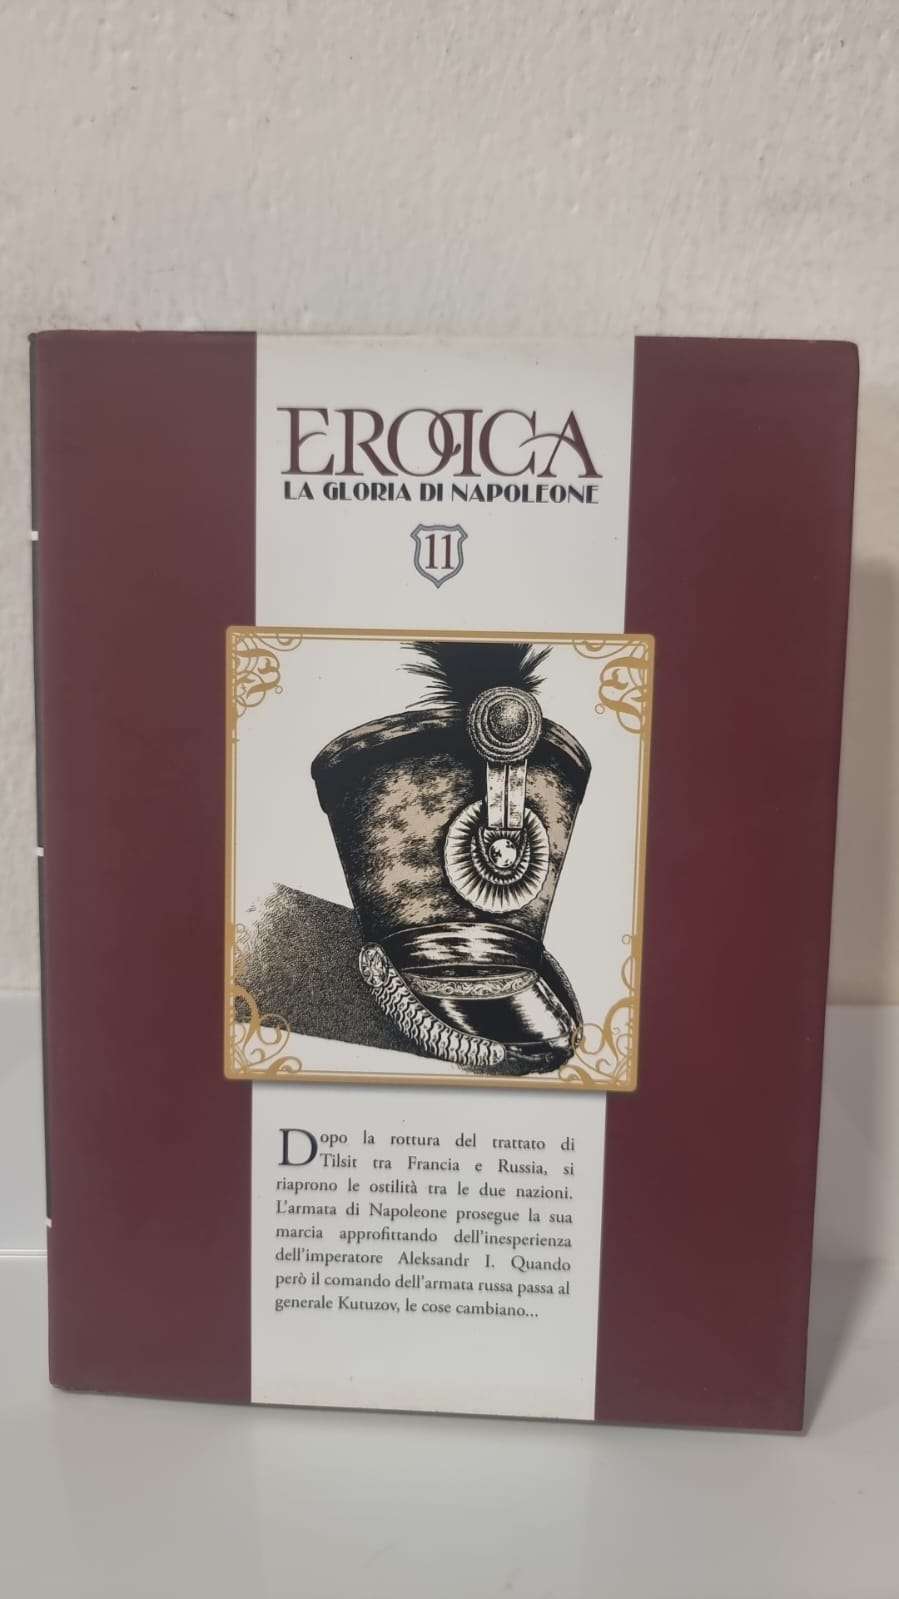 EROICA
LA GLORIA DI NAPOLEONE
11
Dopo la rottura del trattato di
Tilsit tra Francia e Russia, si
riaprono le ostilità tra le due nazioni.
L'armata di Napoleone prosegue la sua
marcia approfittando dell'inesperienza
dell'imperatore Aleksandr I. Quando
però il comando dell'armata russa passa al
generale Kutuzov, le cose cambiano...